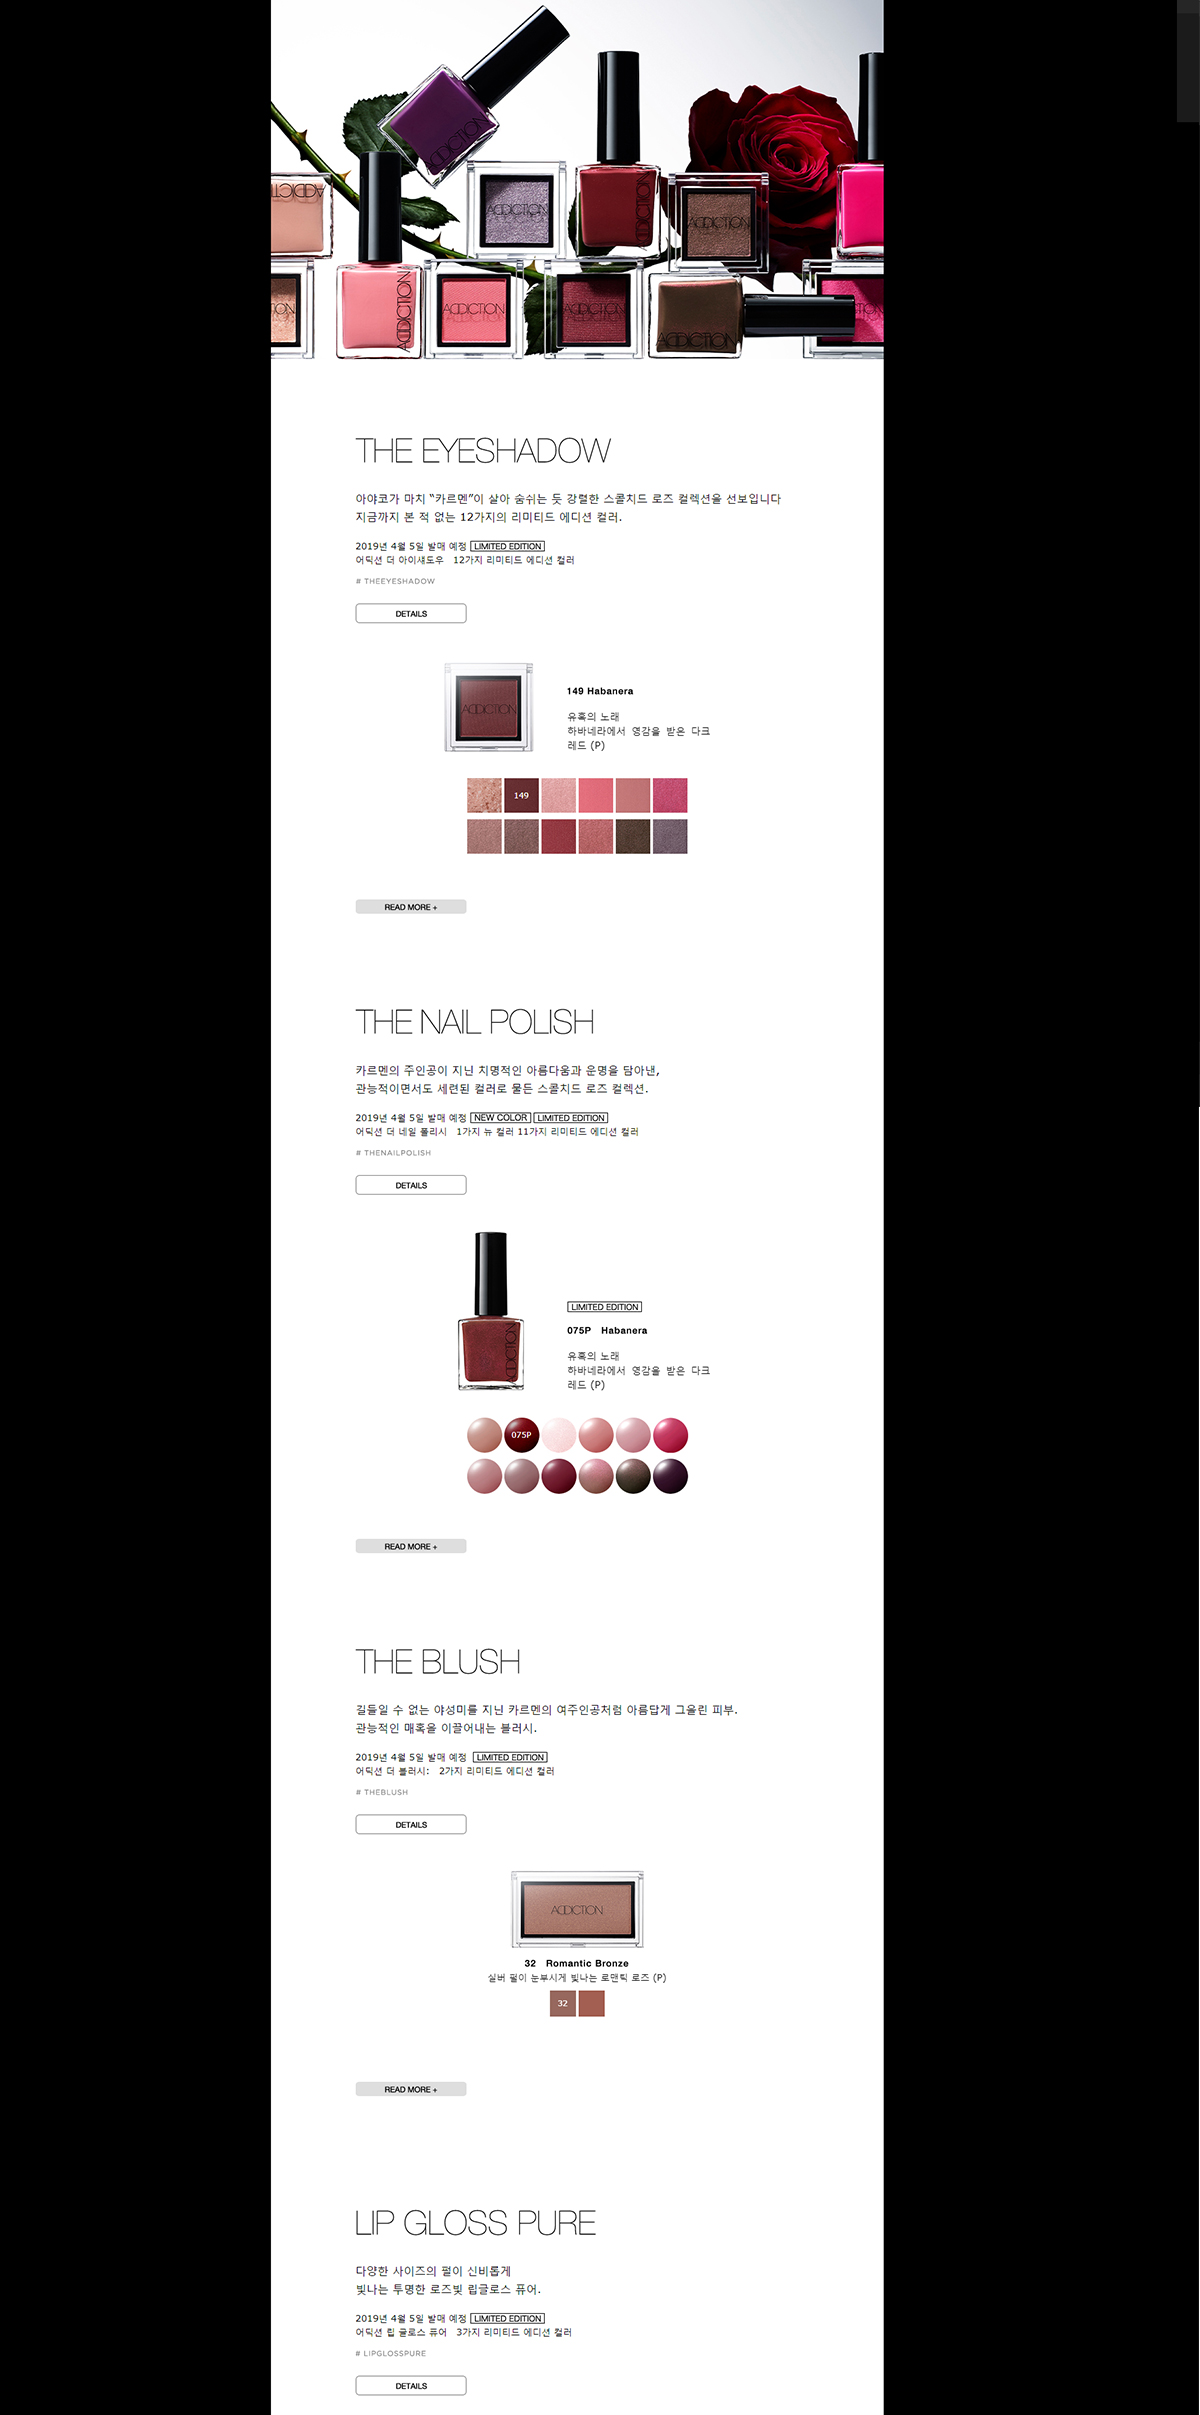 ADDICTION
ADDICTION
ADDICTION
ADDICTION
ADDICTION
ADDICTION
ADDICTION
ADDICTION
ADDICTION
THE EYESHADOW
아야코가 마치 “카르멘”이 살아 숨쉬는 듯 강렬한 스콜치드 로즈 컬렉션을 선보입니다
지금까지 본 적 없는 12가지의 리미티드 에디션 컬러.
2019년 4월 5일 발매 예정 LIMITED EDITION
어딕션 더 아이섀도우 12가지 리미티드 에디션 컬러
# THEEYESHADOW
DETAILS
ADDICTION
149 Habanera
유혹의 노래
하바네라에서 영감을 받은 다크
레드 (P)
149
READ MORE +
THE NAIL POLISH
카르멘의 주인공이 지닌 치명적인 아름다움과 운명을 담아낸,
관능적이면서도 세련된 컬러로 물든 스콜치드 로즈 컬렉션.
2019년 4월 5일 발매 예정 NEW COLOR LIMITED EDITION
어딕션 더 네일 폴리시 1가지 뉴 컬러 11가지 리미티드 에디션 컬러
# THENAILPOLISH
DETAILS
ADDICTION
LIMITED EDITION
075P Habanera
유혹의 노래
하바네라에서 영감을 받은 다크
레드 (P)
075P
READ MORE +
THE BLUSH
길들일 수 없는 야성미를 지닌 카르멘의 여주인공처럼 아름답게 그을린 피부.
관능적인 매혹을 이끌어내는 블러시.
2019년 4월 5일 발매 예정 LIMITED EDITION
어딕션 더 블러시: 2가지 리미티드 에디션 컬러
# THEBLUSH
DETAILS
ADDICTION
32 Romantic Bronze
실버 펄이 눈부시게 빛나는 로맨틱 로즈 (P)
32
READ MORE +
LIP GLOSS PURE
다양한 사이즈의 펄이 신비롭게
빛나는 투명한 로즈빛 립글로스 퓨어.
2019년 4월 5일 발매 예정 LIMITED EDITION
어딕션 립 글로스 퓨어 3가지 리미티드 에디션 컬러
# LIPGLOSSPURE
DETAILS